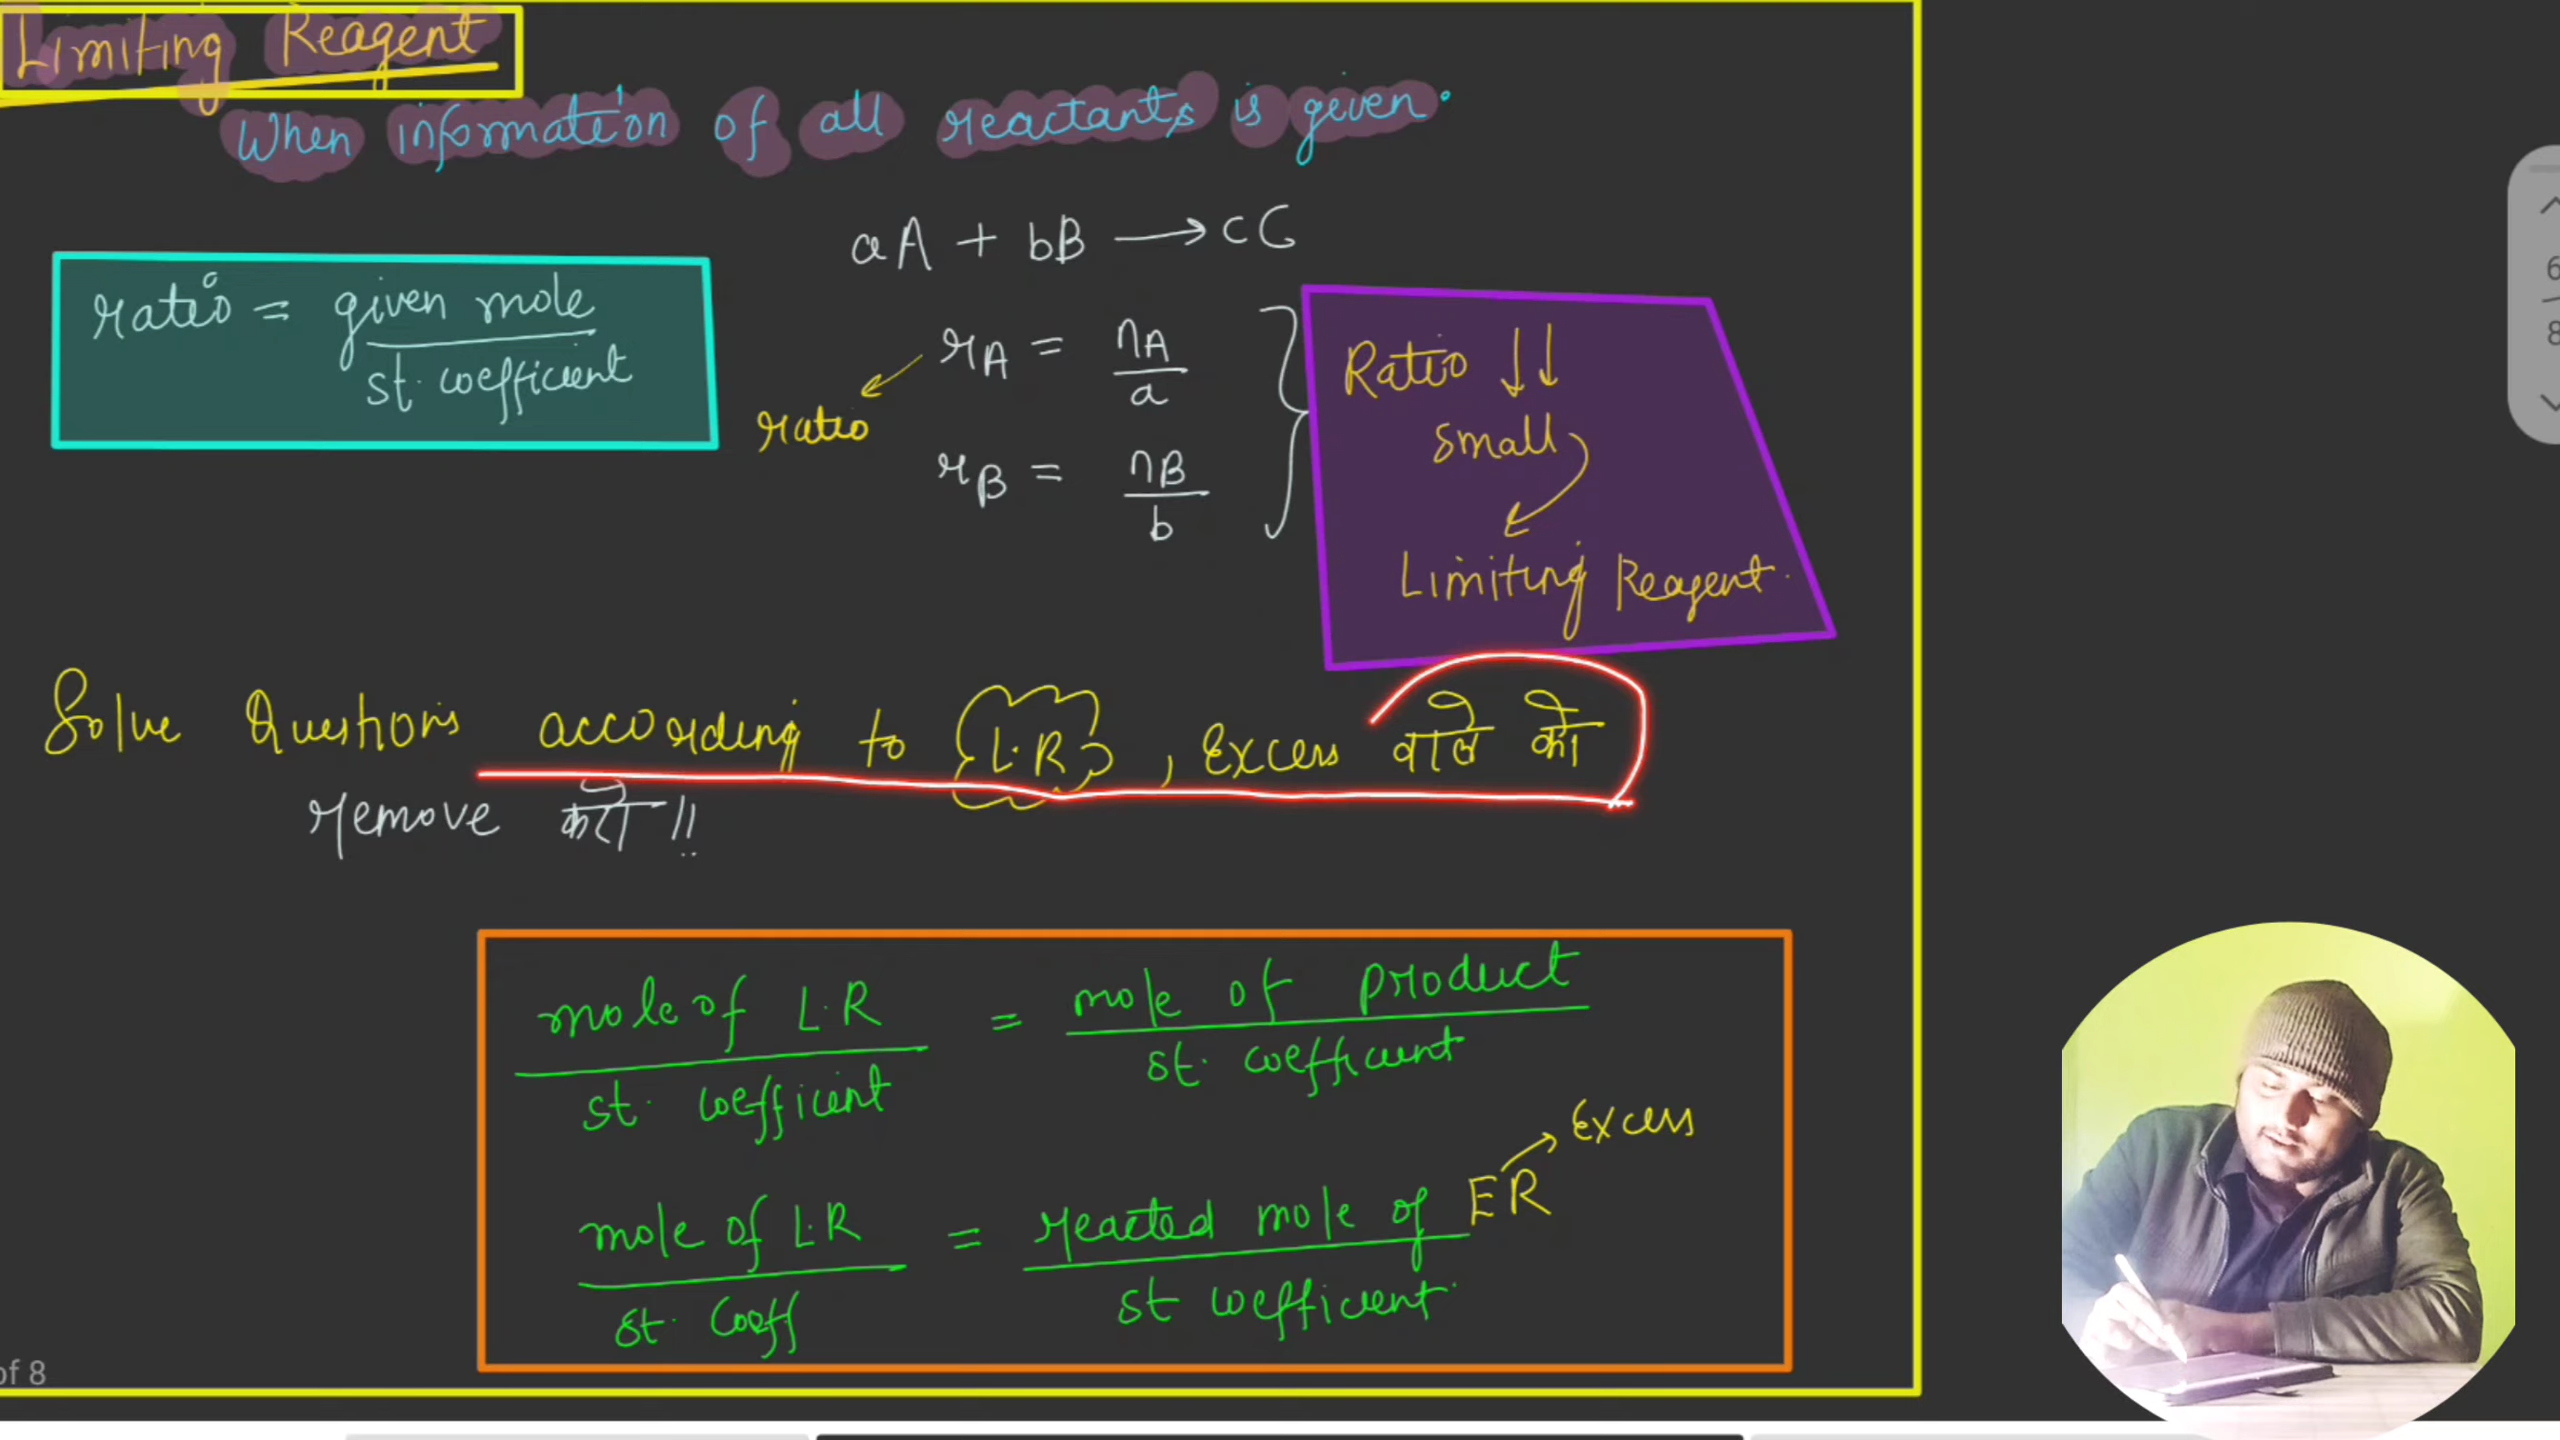 Limiting Reagent
When information of all reactants is given.
aA + bB → cC
ratio = given mole / st. coefficient
rA = nA / a
ratio
rB = nB / b
Ratio ↓↓
small
Limiting Reagent.
Solve Questions according to L.R, Excess वाले को
remove करो !!
mole of L.R / st. coefficient = mole of product / st. coefficient
Excess
mole of L.R / st. coeff = reacted mole of ER / st coefficient.
of 8
6
8